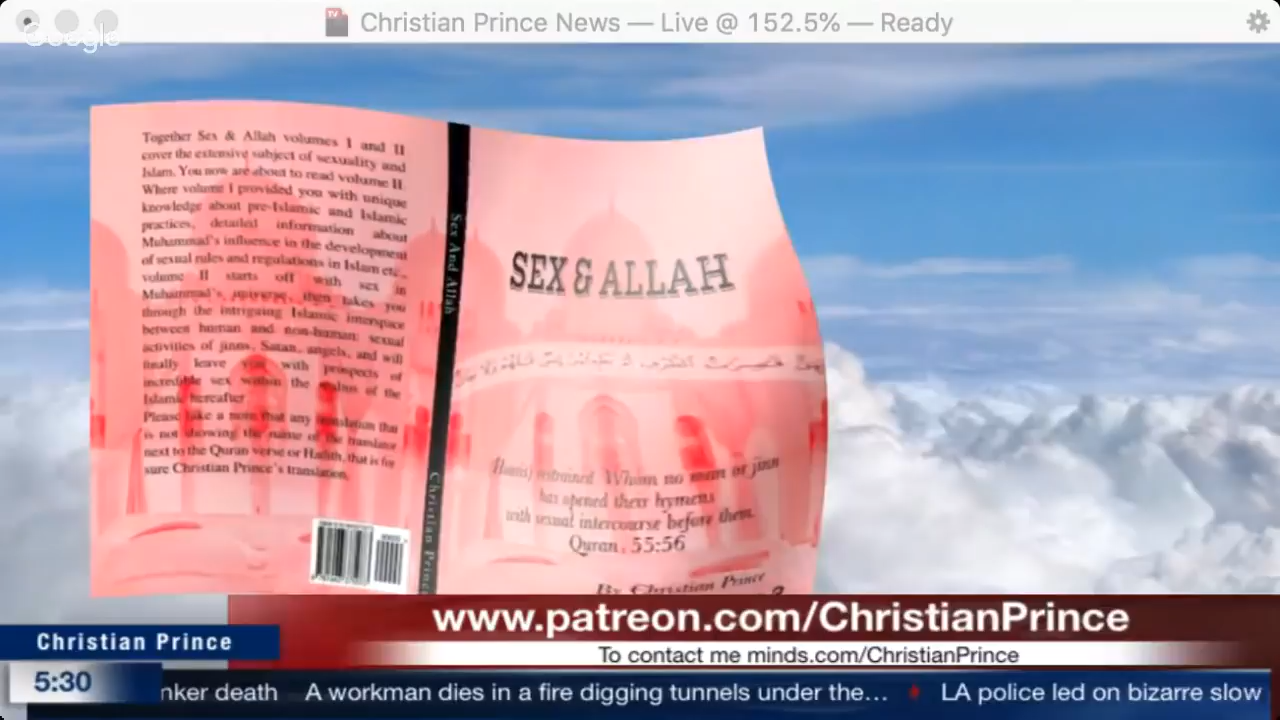 Christian Prince News — Live @ 152.5% — Ready
Google
Together Sex & Allah volumes I and II
cover the extensive subject of sexuality and
Islam. You now are about to read volume II.
Where volume I provided you with unique
knowledge about pre-Islamic and Islamic
practices, detailed information about
Muhammad's influence in the development
of sexual rules and regulations in Islam etc.,
volume II starts off with sex in
Muhammad's universe, then takes you
through the intriguing Islamic interspace
between human and non-human: sexual
activities of jinns, Satan, angels, and will
finally leave you with prospects of
incredible sex within the realms of the
Islamic hereafter
Please take a note that any translation that
is not showing the name of the translator
next to the Quran verse or Hadith, that is for
sure Christian Prince's translation.
Sex And Allah
Christian Prince
SEX & ALLAH
restrained Whom no man or jinn
has opened their hymens
with sexual intercourse before them.
Quran, 55:56
By Christian Prince
2
www.patreon.com/ChristianPrince
To contact me minds.com/ChristianPrince
Christian Prince
5:30
nker death A workman dies in a fire digging tunnels under the… LA police led on bizarre slow